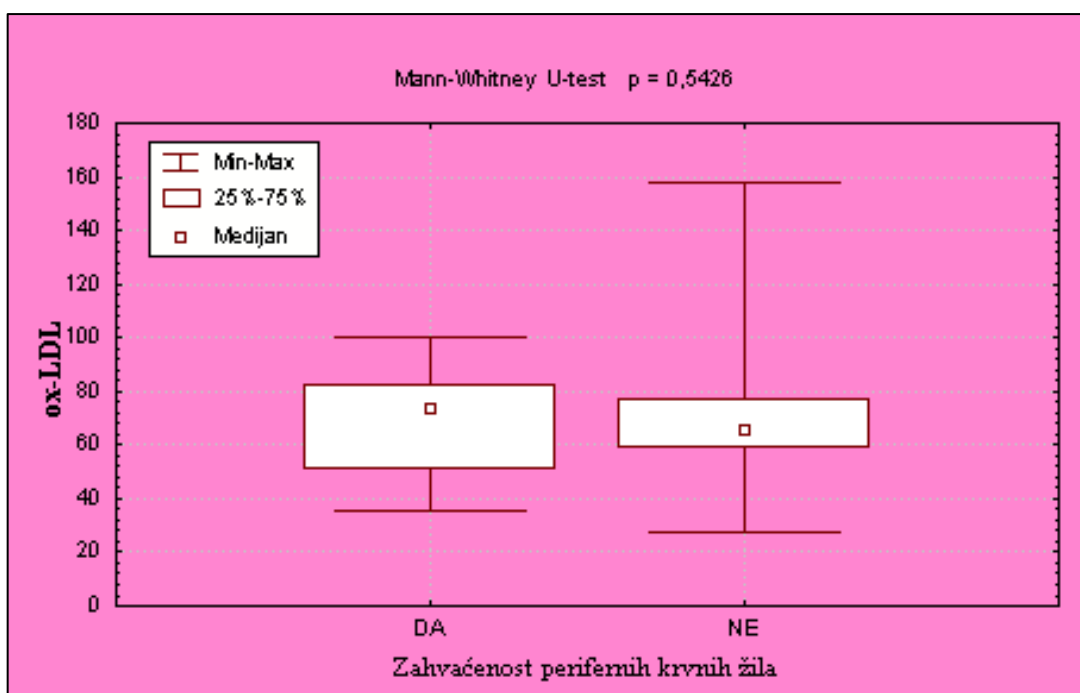 Mann-Whitney U-test p = 0,5426
180
160
140
120
100
80
60
40
20
0
Min-Max
25%-75%
Medijan
ox-LDL
DA NE
Zahvaćenost perifernih krvnih žila